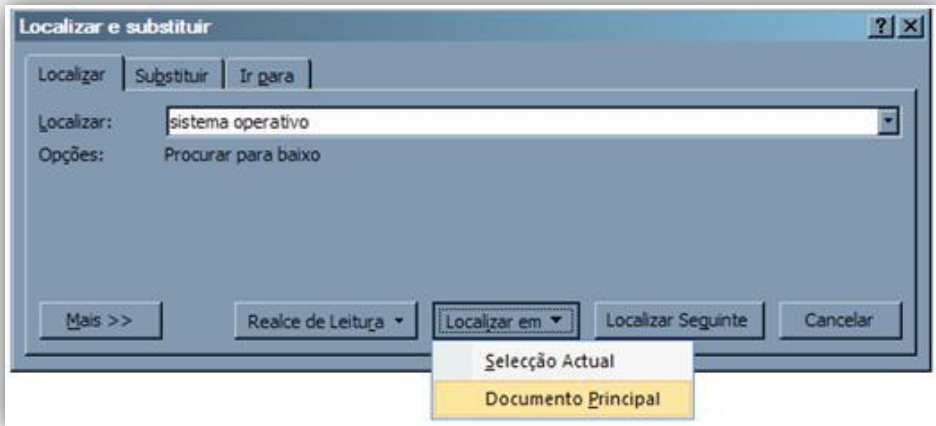 Localizar e substituir
Localizar Substituir Ir para
Localizar: sistema operativo
Opções: Procurar para baixo
Mais >> Realce de Leitura Localizar em Localizar Seguinte Cancelar
Selecção Actual
Documento Principal